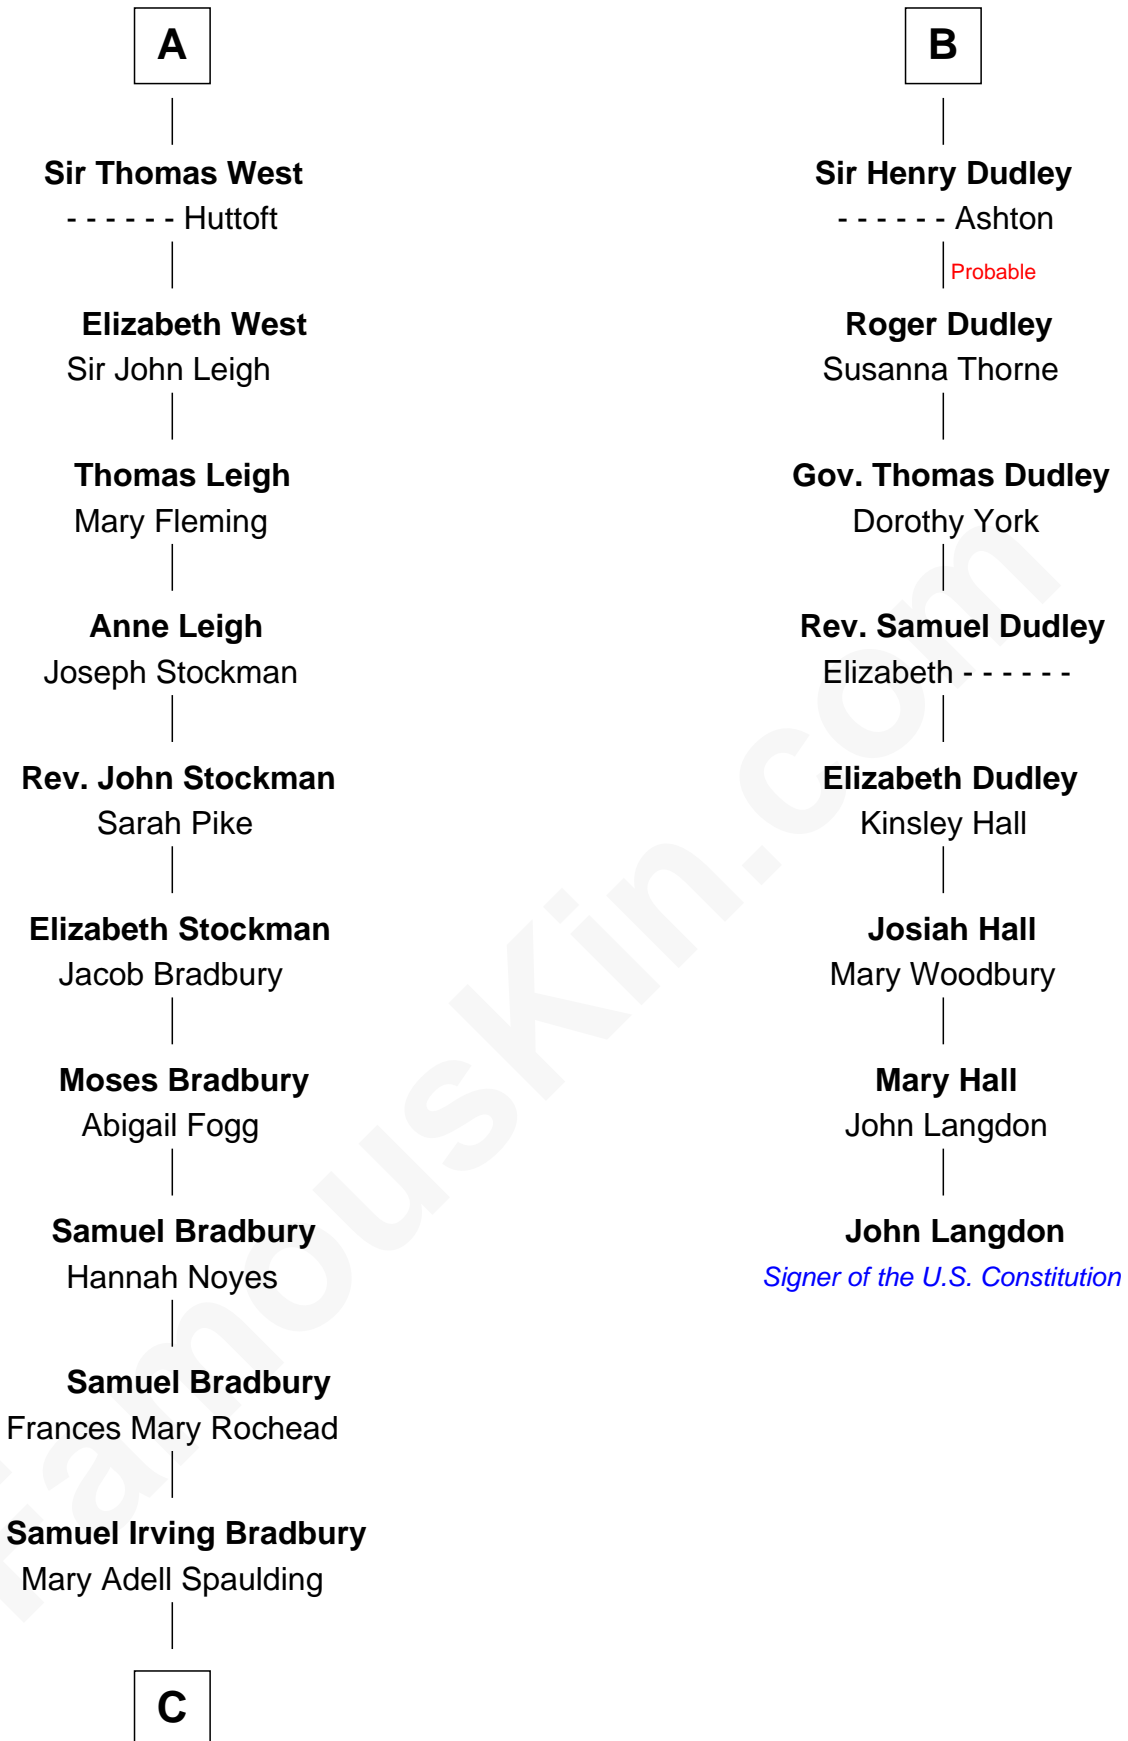 A
Sir Thomas West
- - - - - - Huttoft
Elizabeth West
Sir John Leigh
Thomas Leigh
Mary Fleming
Anne Leigh
Joseph Stockman
Rev. John Stockman
Sarah Pike
Elizabeth Stockman
Jacob Bradbury
Moses Bradbury
Abigail Fogg
Samuel Bradbury
Hannah Noyes
Samuel Bradbury
Frances Mary Rochead
Samuel Irving Bradbury
Mary Adell Spaulding
C
B
Sir Henry Dudley
- - - - - - Ashton
Probable
Roger Dudley
Susanna Thorne
Gov. Thomas Dudley
Dorothy York
Rev. Samuel Dudley
Elizabeth - - - - - -
Elizabeth Dudley
Kinsley Hall
Josiah Hall
Mary Woodbury
Mary Hall
John Langdon
John Langdon
Signer of the U.S. Constitution
FamousKin.com